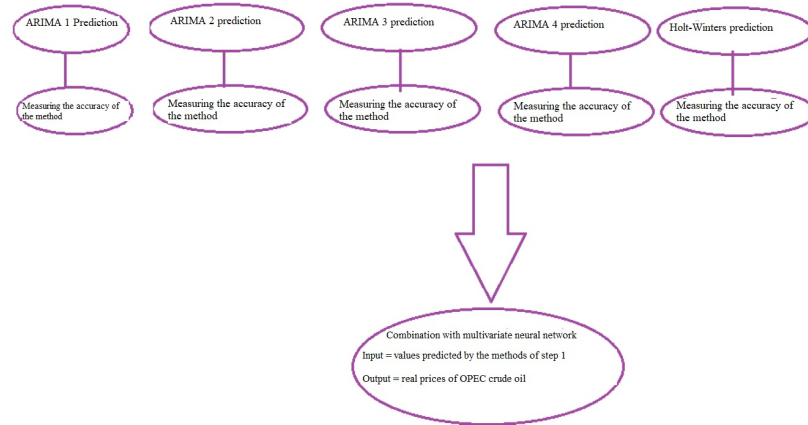 ARIMA 1 Prediction
ARIMA 2 prediction
ARIMA 3 prediction
ARIMA 4 prediction
Holt-Winters prediction
Measuring the accuracy of
the method
Measuring the accuracy of
the method
Measuring the accuracy of
the method
Measuring the accuracy of
the method
Measuring the accuracy of
the method
Combination with multivariate neural network
Input = values predicted by the methods of step 1
Output = real prices of OPEC crude oil